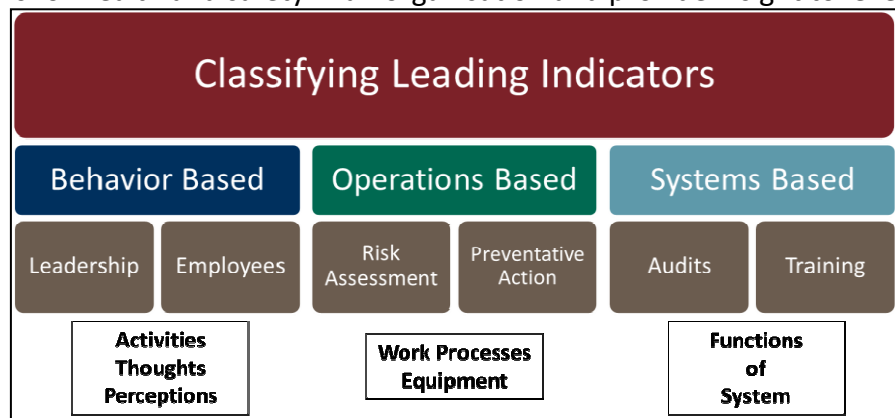 Classifying Leading Indicators
Behavior Based
Operations Based
Systems Based
Leadership
Employees
Risk
Assessment
Preventative
Action
Audits
Training
Activities
Thoughts
Perceptions
Work Processes
Equipment
Functions
of
System